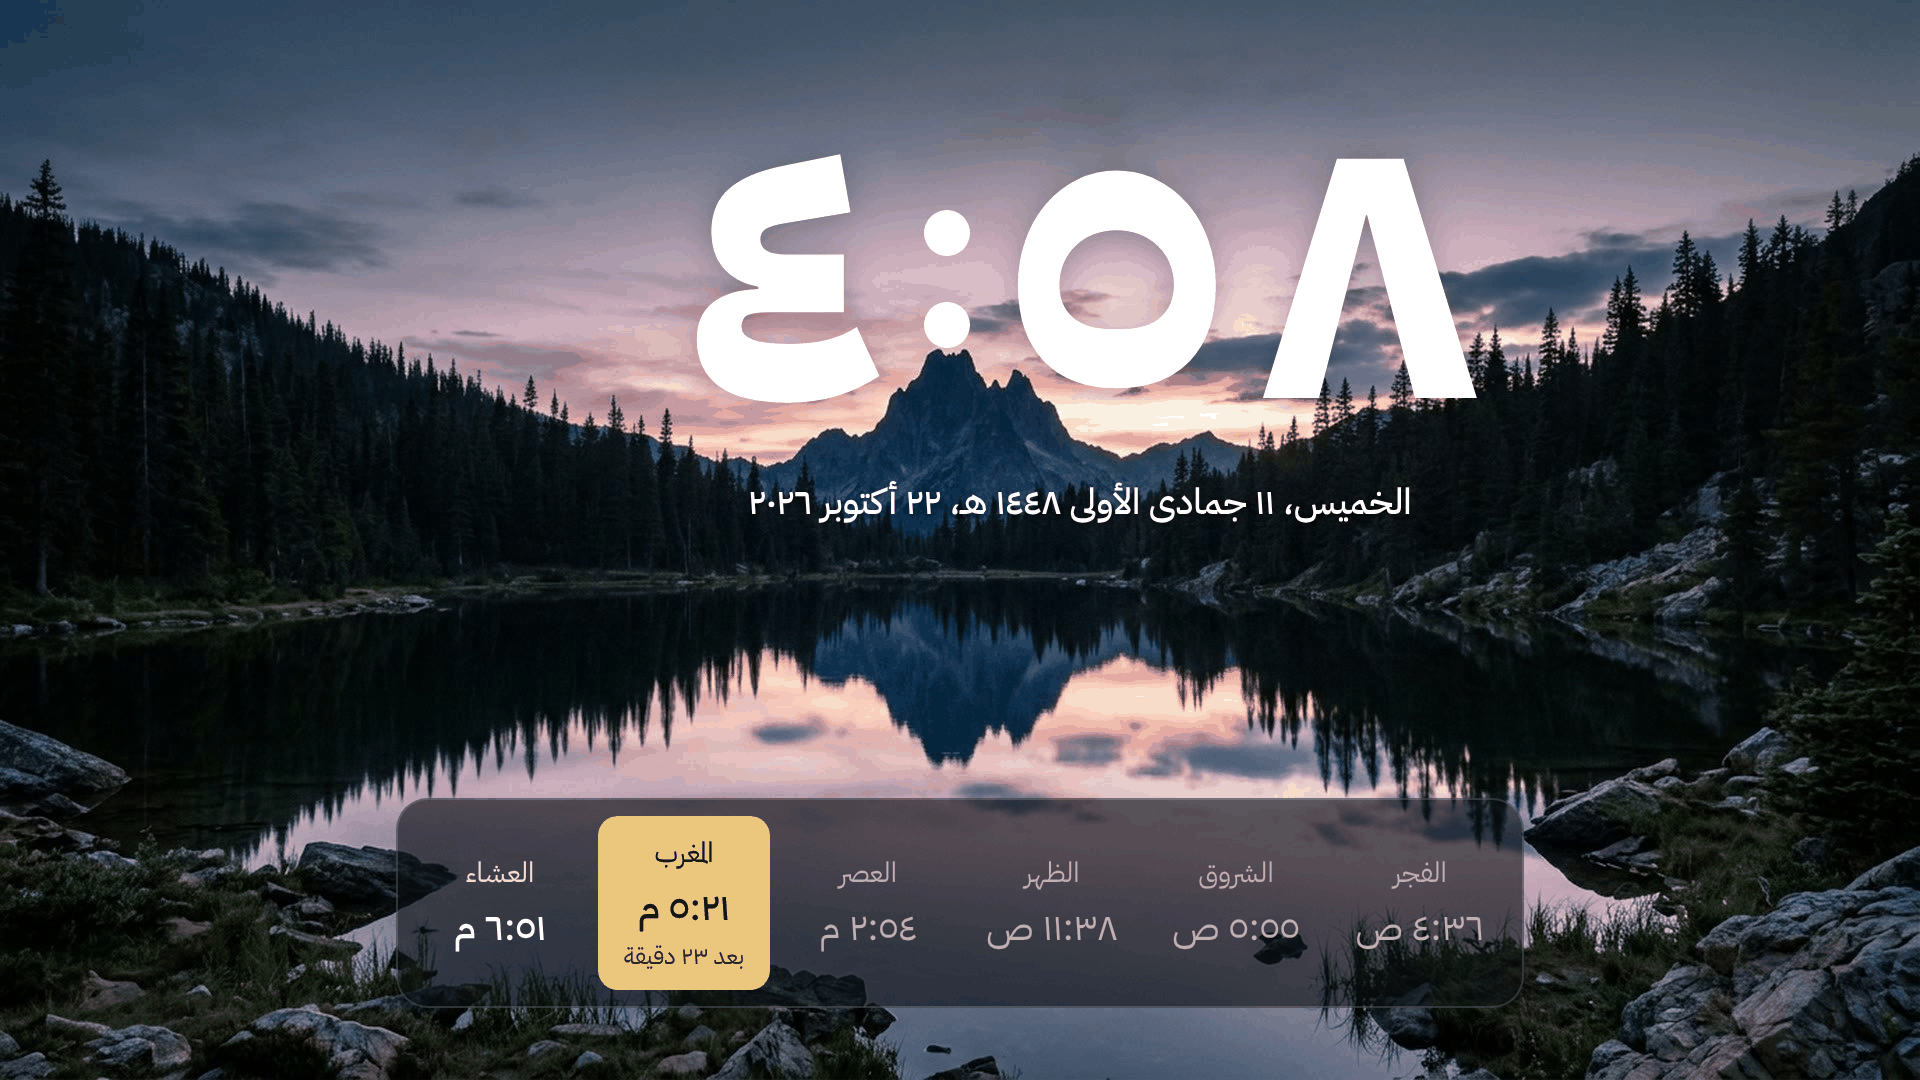 ٤:٥٨
الخميس، ١١ جمادى الأولى ١٤٤٨ هـ، ٢٢ أكتوبر ٢٠٢٦
الفجر
٤:٣٦ ص
الشروق
٥:٥٥ ص
الظهر
١١:٣٨ ص
العصر
٢:٥٤ م
المغرب
٥:٢١ م
بعد ٢٣ دقيقة
العشاء
٦:٥١ م